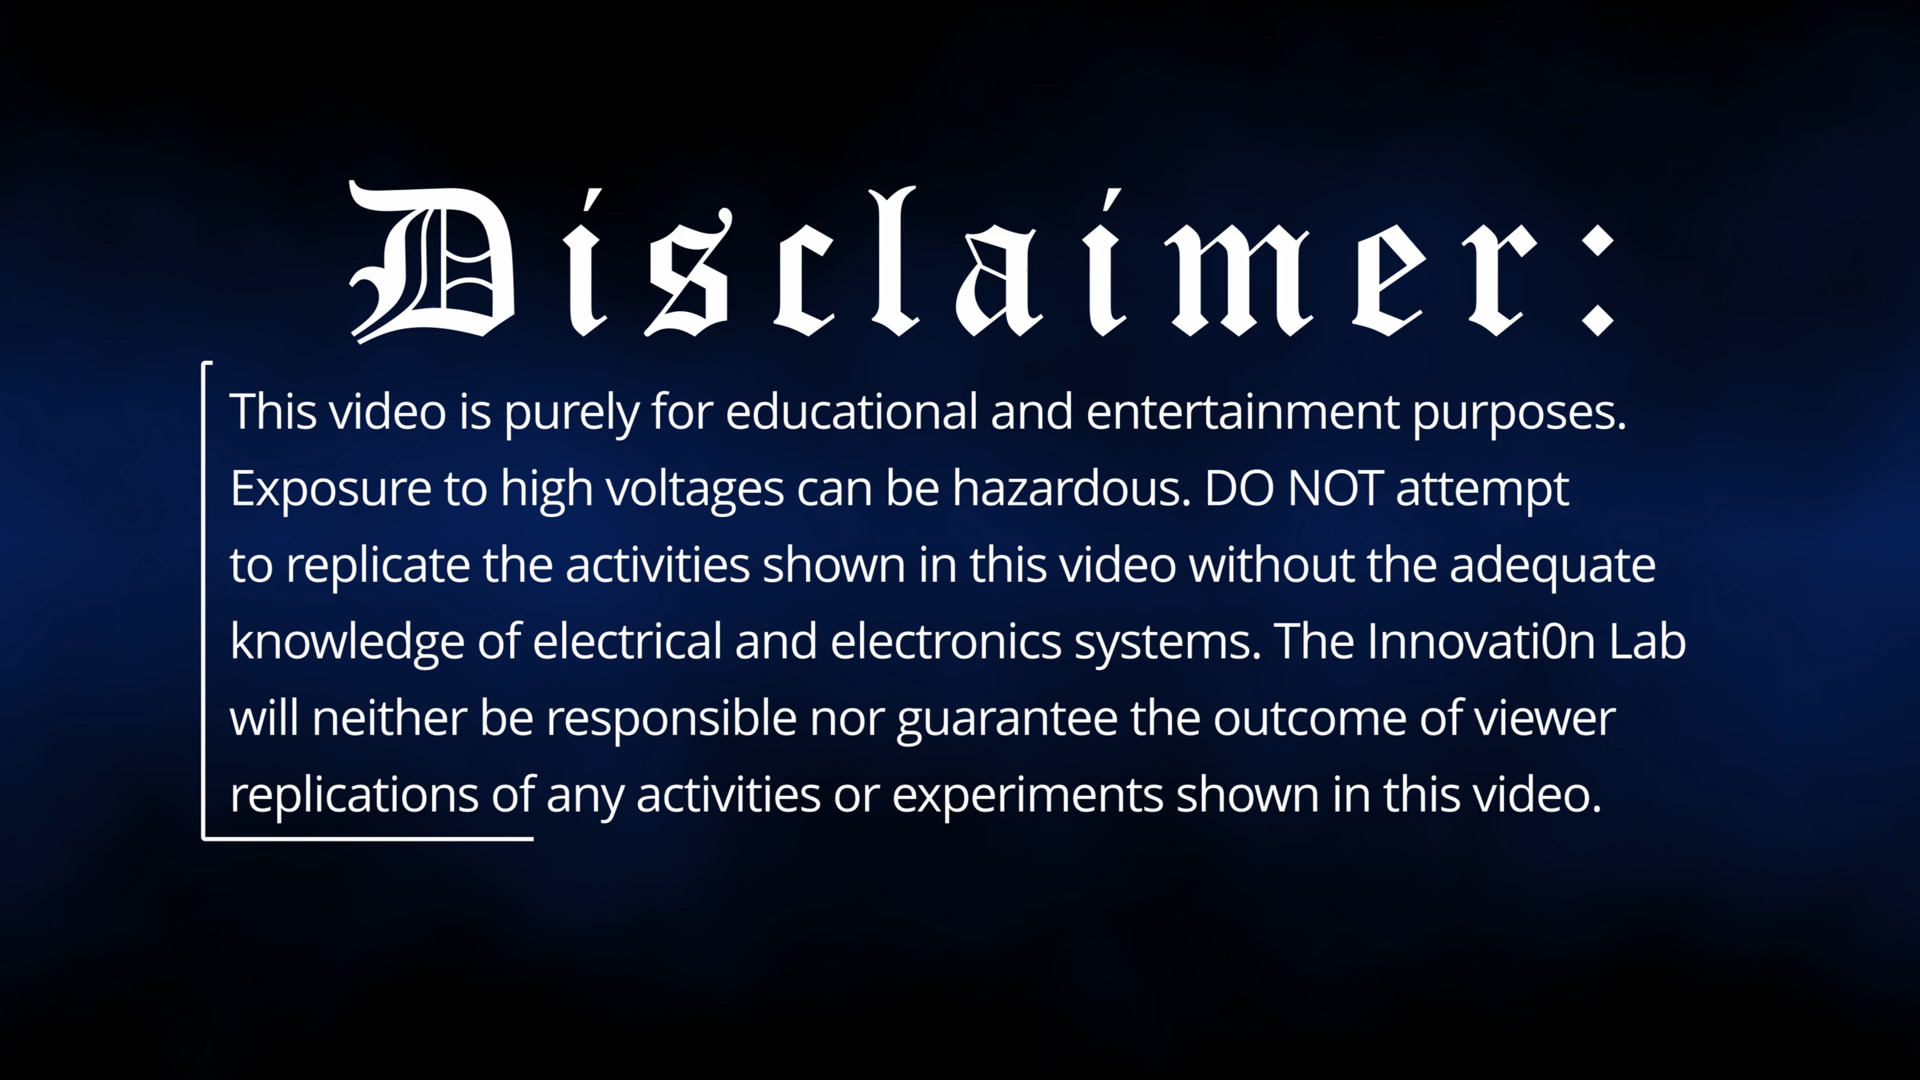 Disclaimer:
This video is purely for educational and entertainment purposes.
Exposure to high voltages can be hazardous. DO NOT attempt
to replicate the activities shown in this video without the adequate
knowledge of electrical and electronics systems. The Innovati0n Lab
will neither be responsible nor guarantee the outcome of viewer
replications of any activities or experiments shown in this video.